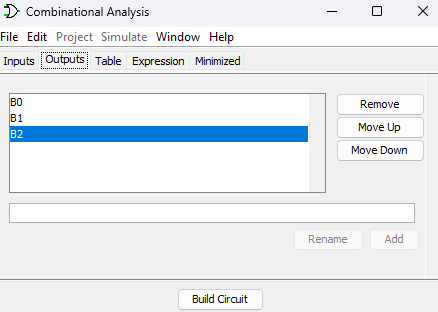 Combinational Analysis
File Edit Project Simulate Window Help
Inputs Outputs Table Expression Minimized
B0
B1
B2
Remove
Move Up
Move Down
Rename Add
Build Circuit